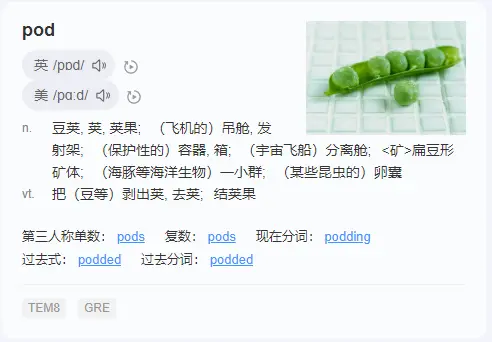 pod
英 /pɒd/
美 /pɑːd/
n. 豆荚, 荚, 荚果; （飞机的）吊舱, 发
射架; （保护性的）容器, 箱; （宇宙飞船）分离舱; <矿>扁豆形
矿体; （海豚等海洋生物）一小群; （某些昆虫的）卵囊
vt. 把（豆等）剥出荚, 去荚; 结荚果
第三人称单数: pods 复数: pods 现在分词: podding
过去式: podded 过去分词: podded
TEM8 GRE